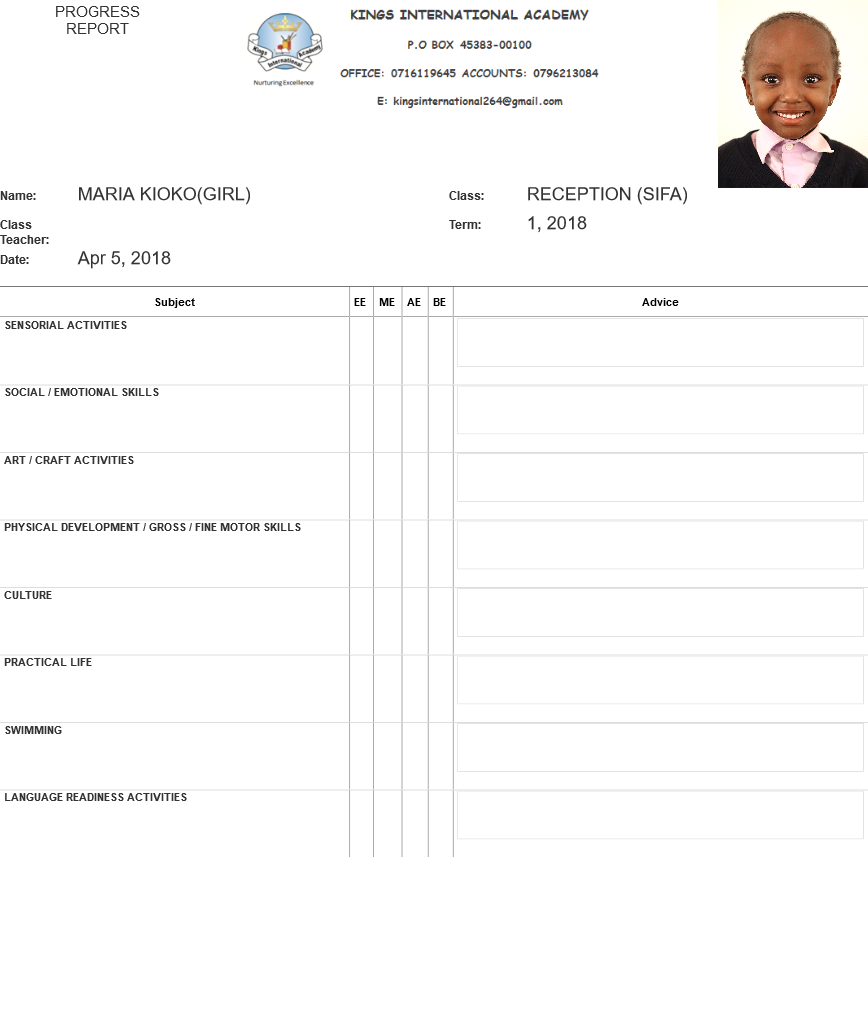 PROGRESS
REPORT
Kings International Academy
Nurturing Excellence
KINGS INTERNATIONAL ACADEMY
P.O BOX 45383-00100
OFFICE: 0716119645 ACCOUNTS: 0796213084
E: kingsinternational264@gmail.com
Name: MARIA KIOKO(GIRL) Class: RECEPTION (SIFA)
Class Teacher: Term: 1, 2018
Date: Apr 5, 2018
Subject EE ME AE BE Advice
SENSORIAL ACTIVITIES
SOCIAL / EMOTIONAL SKILLS
ART / CRAFT ACTIVITIES
PHYSICAL DEVELOPMENT / GROSS / FINE MOTOR SKILLS
CULTURE
PRACTICAL LIFE
SWIMMING
LANGUAGE READINESS ACTIVITIES